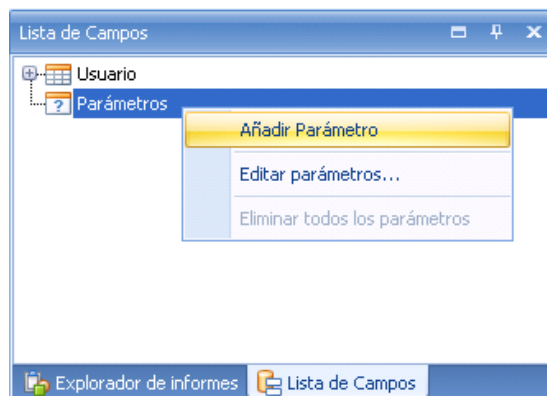 Lista de Campos
Usuario
Parámetros
Añadir Parámetro
Editar parámetros...
Eliminar todos los parámetros
Explorador de informes
Lista de Campos